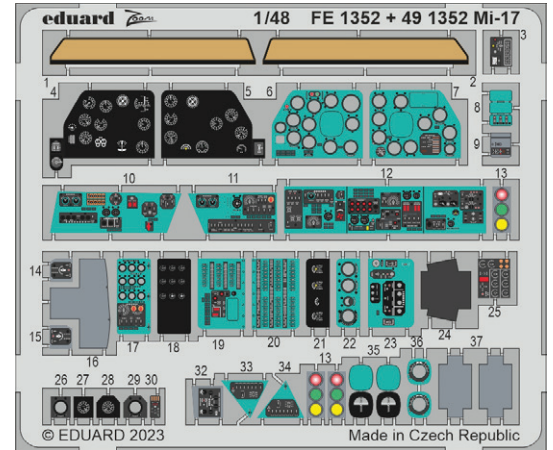 eduard Zoom 1/48 FE 1352 + 49 1352 Mi-17
1 2 3
4 5 6 7 8
9
10 11 12 13
14
15 16 17 18 19 20 21 22 23 24 25
26 27 28 29 30 32 33 34 13 35 36 37
© EDUARD 2023 Made in Czech Republic